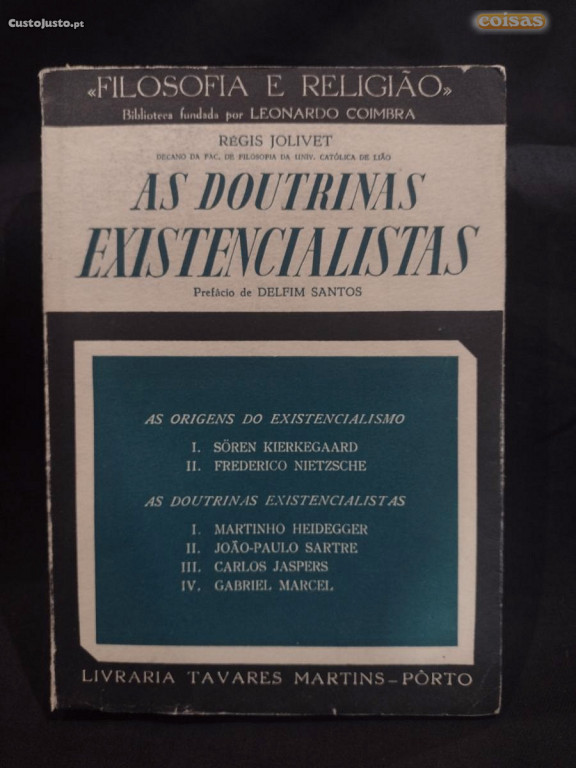 CustoJusto.pt
coisas
«FILOSOFIA E RELIGIÃO»
Biblioteca fundada por LEONARDO COIMBRA
RÉGIS JOLIVET
DECANO DA FAC. DE FILOSOFIA DA UNIV. CATÓLICA DE LIÃO
AS DOUTRINAS
EXISTENCIALISTAS
Prefácio de DELFIM SANTOS
AS ORIGENS DO EXISTENCIALISMO
I. SÖREN KIERKEGAARD
II. FREDERICO NIETZSCHE
AS DOUTRINAS EXISTENCIALISTAS
I. MARTINHO HEIDEGGER
II. JOÃO-PAULO SARTRE
III. CARLOS JASPERS
IV. GABRIEL MARCEL
LIVRARIA TAVARES MARTINS — PÔRTO